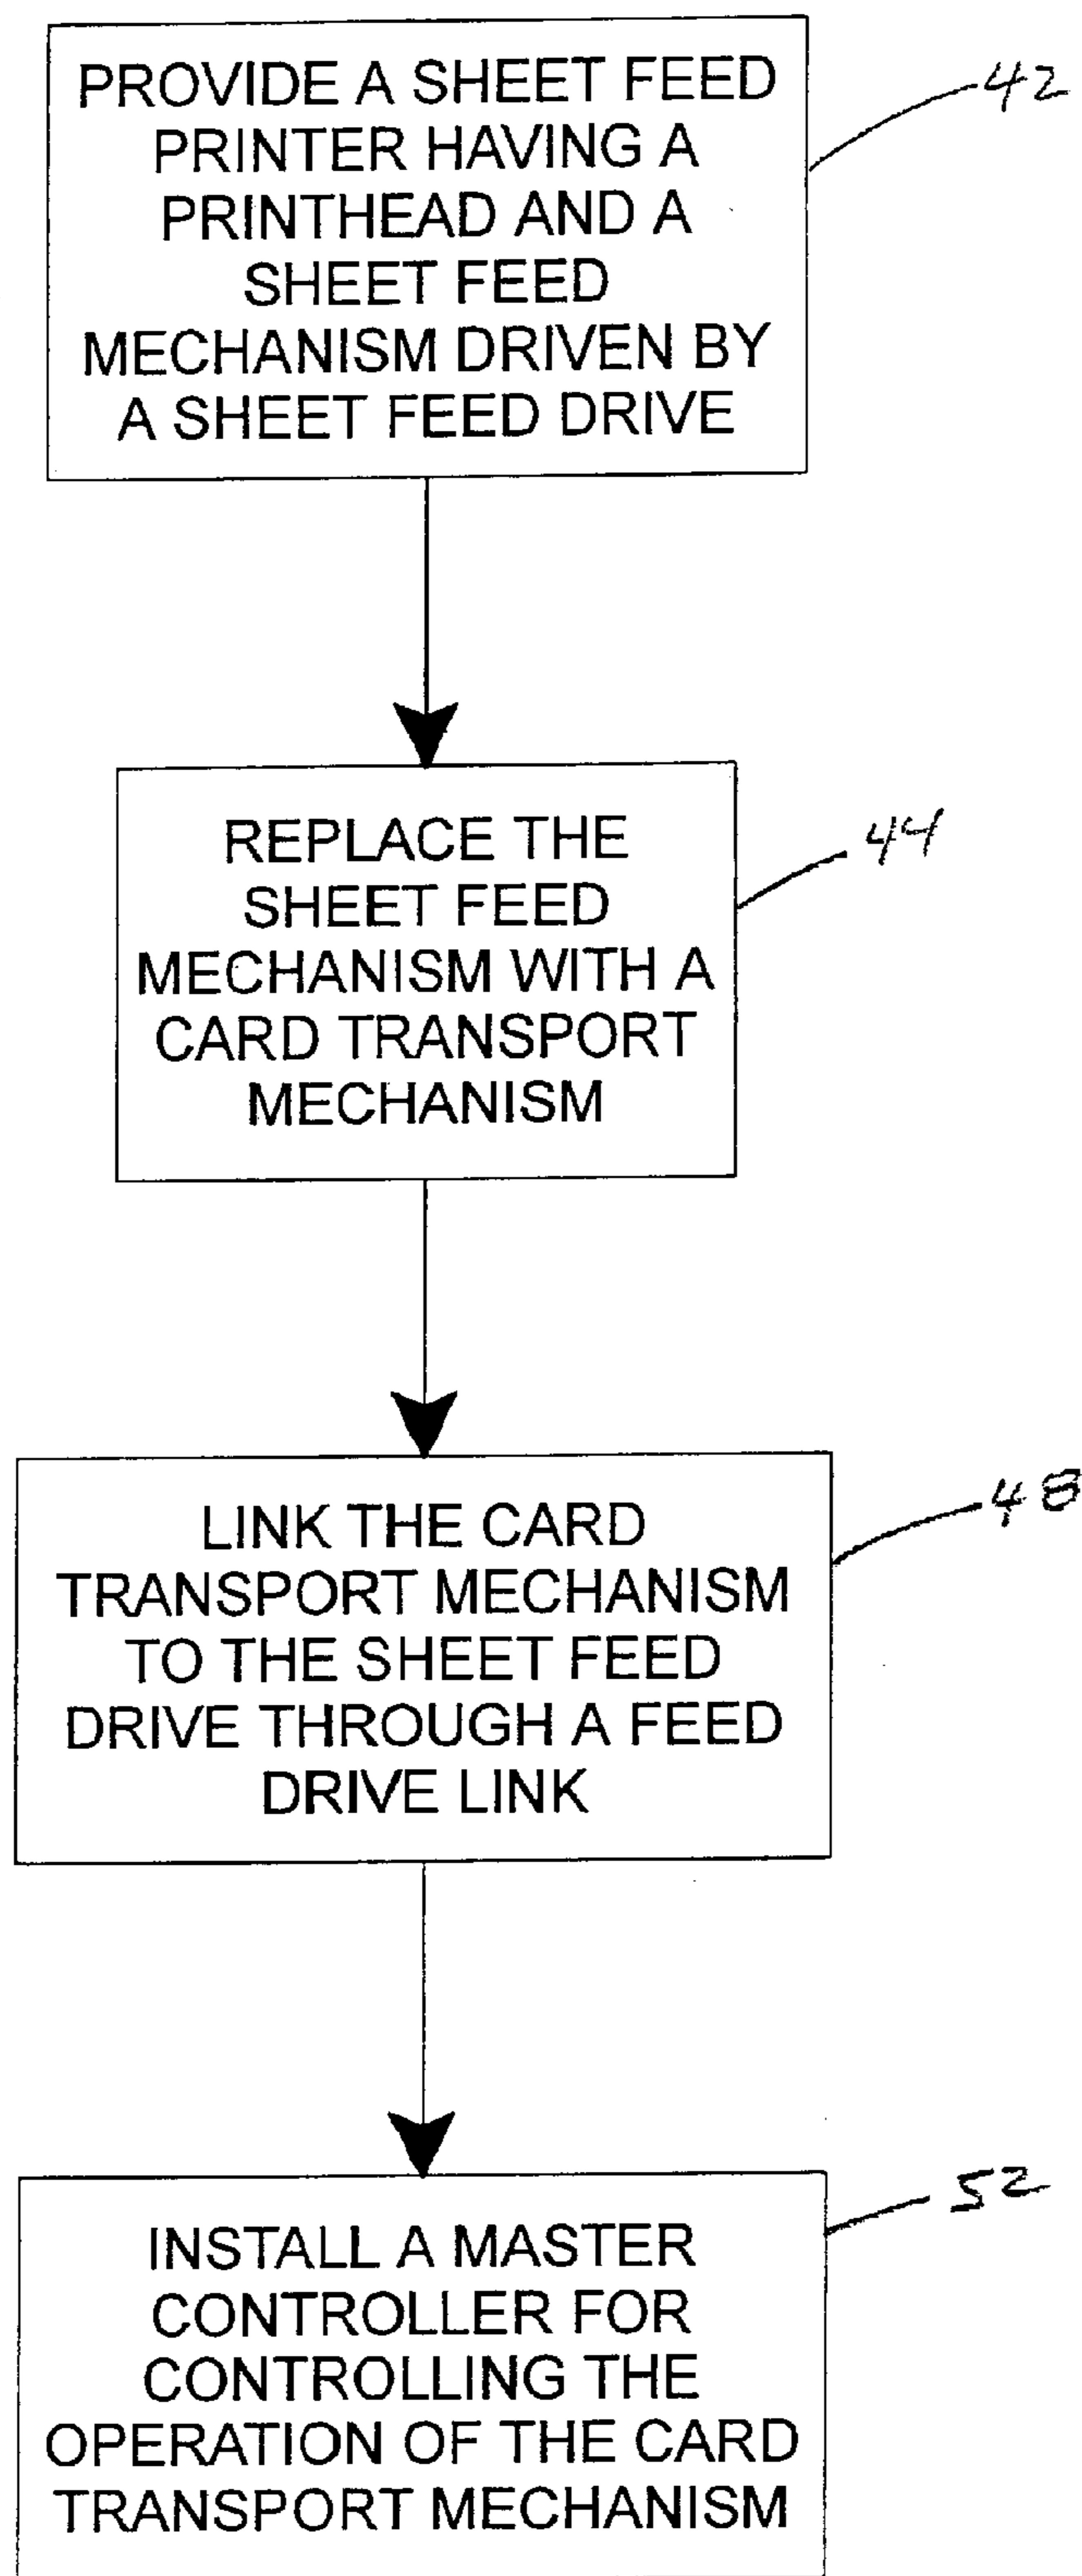 PROVIDE A SHEET FEED
PRINTER HAVING A
PRINTHEAD AND A
SHEET FEED
MECHANISM DRIVEN BY
A SHEET FEED DRIVE
42
REPLACE THE
SHEET FEED
MECHANISM WITH A
CARD TRANSPORT
MECHANISM
44
LINK THE CARD
TRANSPORT MECHANISM
TO THE SHEET FEED
DRIVE THROUGH A FEED
DRIVE LINK
48
INSTALL A MASTER
CONTROLLER FOR
CONTROLLING THE
OPERATION OF THE CARD
TRANSPORT MECHANISM
52